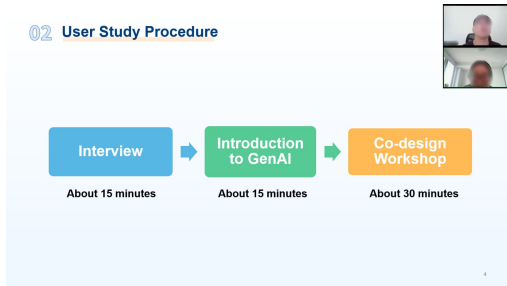 02 User Study Procedure
Interview
Introduction
to GenAI
Co-design
Workshop
About 15 minutes
About 15 minutes
About 30 minutes
4